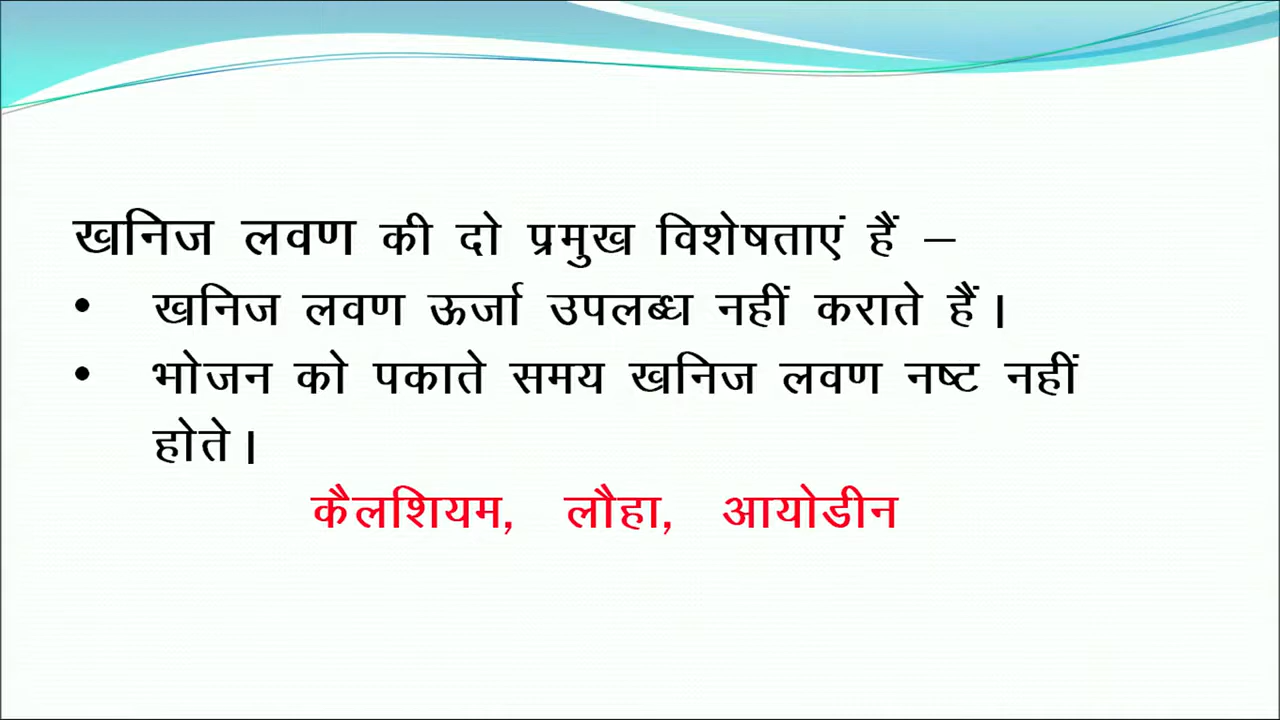 खनिज लवण की दो प्रमुख विशेषताएं हैं –
• खनिज लवण ऊर्जा उपलब्ध नहीं कराते हैं।
• भोजन को पकाते समय खनिज लवण नष्ट नहीं
होते।
कैलशियम, लौहा, आयोडीन